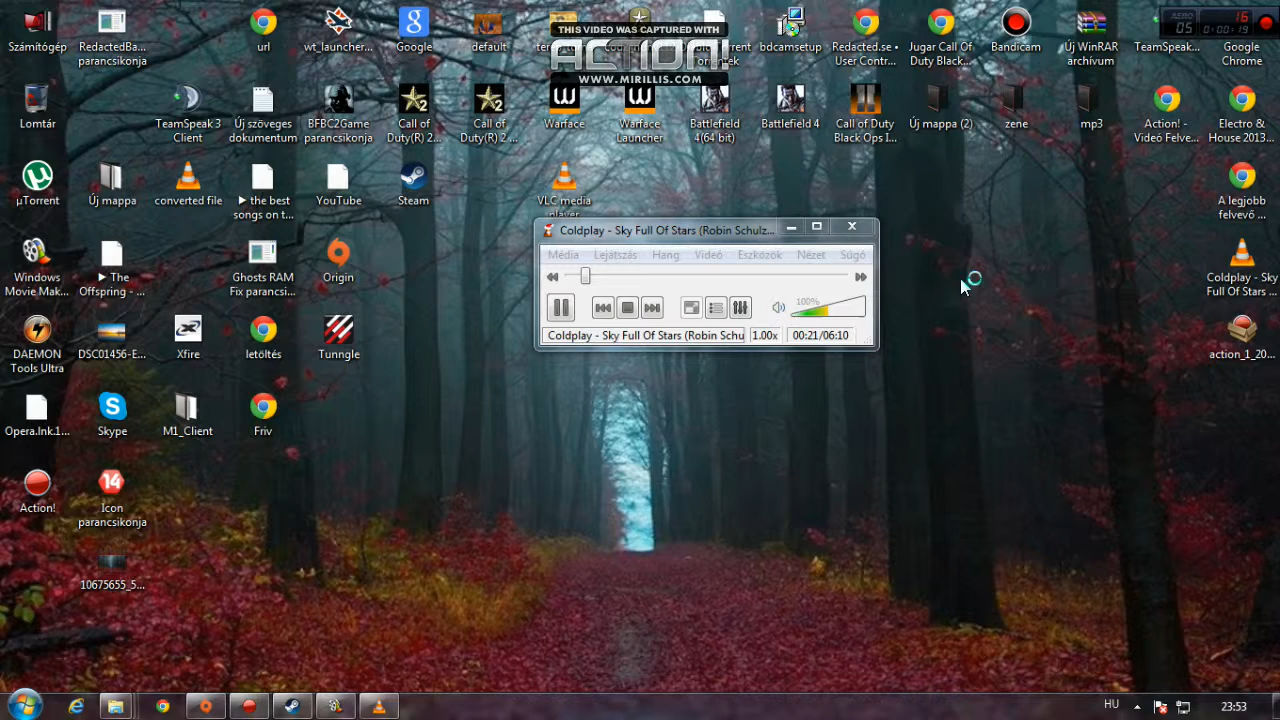 THIS VIDEO WAS CAPTURED WITH
ACTION!
WWW.MIRILLIS.COM
AERO
05
16
0:00:19
Számítógép
RedactedBa...
parancsikonja
url
wt_launcher...
Google
default
bdcamsetup
Redacted.se •
User Contr...
Jugar Call Of
Duty Black...
Bandicam
Új WinRAR
archívum
TeamSpeak...
Google
Chrome
Lomtár
TeamSpeak 3
Client
Új szöveges
dokumentum
BFBC2Game
parancsikonja
Call of
Duty(R) 2 ...
Call of
Duty(R) 2 ...
Warface
Warface
Launcher
Battlefield
4(64 bit)
Battlefield 4
Call of Duty
Black Ops I...
Új mappa (2)
zene
mp3
Action! -
Videó Felve...
Electro &
House 2013...
µTorrent
Új mappa
converted file
▶ the best
songs on t...
YouTube
Steam
VLC media
player
A legjobb
felvevő ...
Windows
Movie Mak...
▶ The
Offspring - ...
Ghosts RAM
Fix parancsi...
Origin
Coldplay - Sky
Full Of Stars ...
DAEMON
Tools Ultra
DSC01456-E...
Xfire
letöltés
Tunngle
action_1_20...
Opera.lnk.1...
Skype
M1_Client
Friv
Action!
14
Icon
parancsikonja
10675655_5...
Coldplay - Sky Full Of Stars (Robin Schulz...
Média Lejátszás Hang Videó Eszközök Nézet Súgó
100%
Coldplay - Sky Full Of Stars (Robin Schu 1.00x 00:21/06:10
HU 23:53